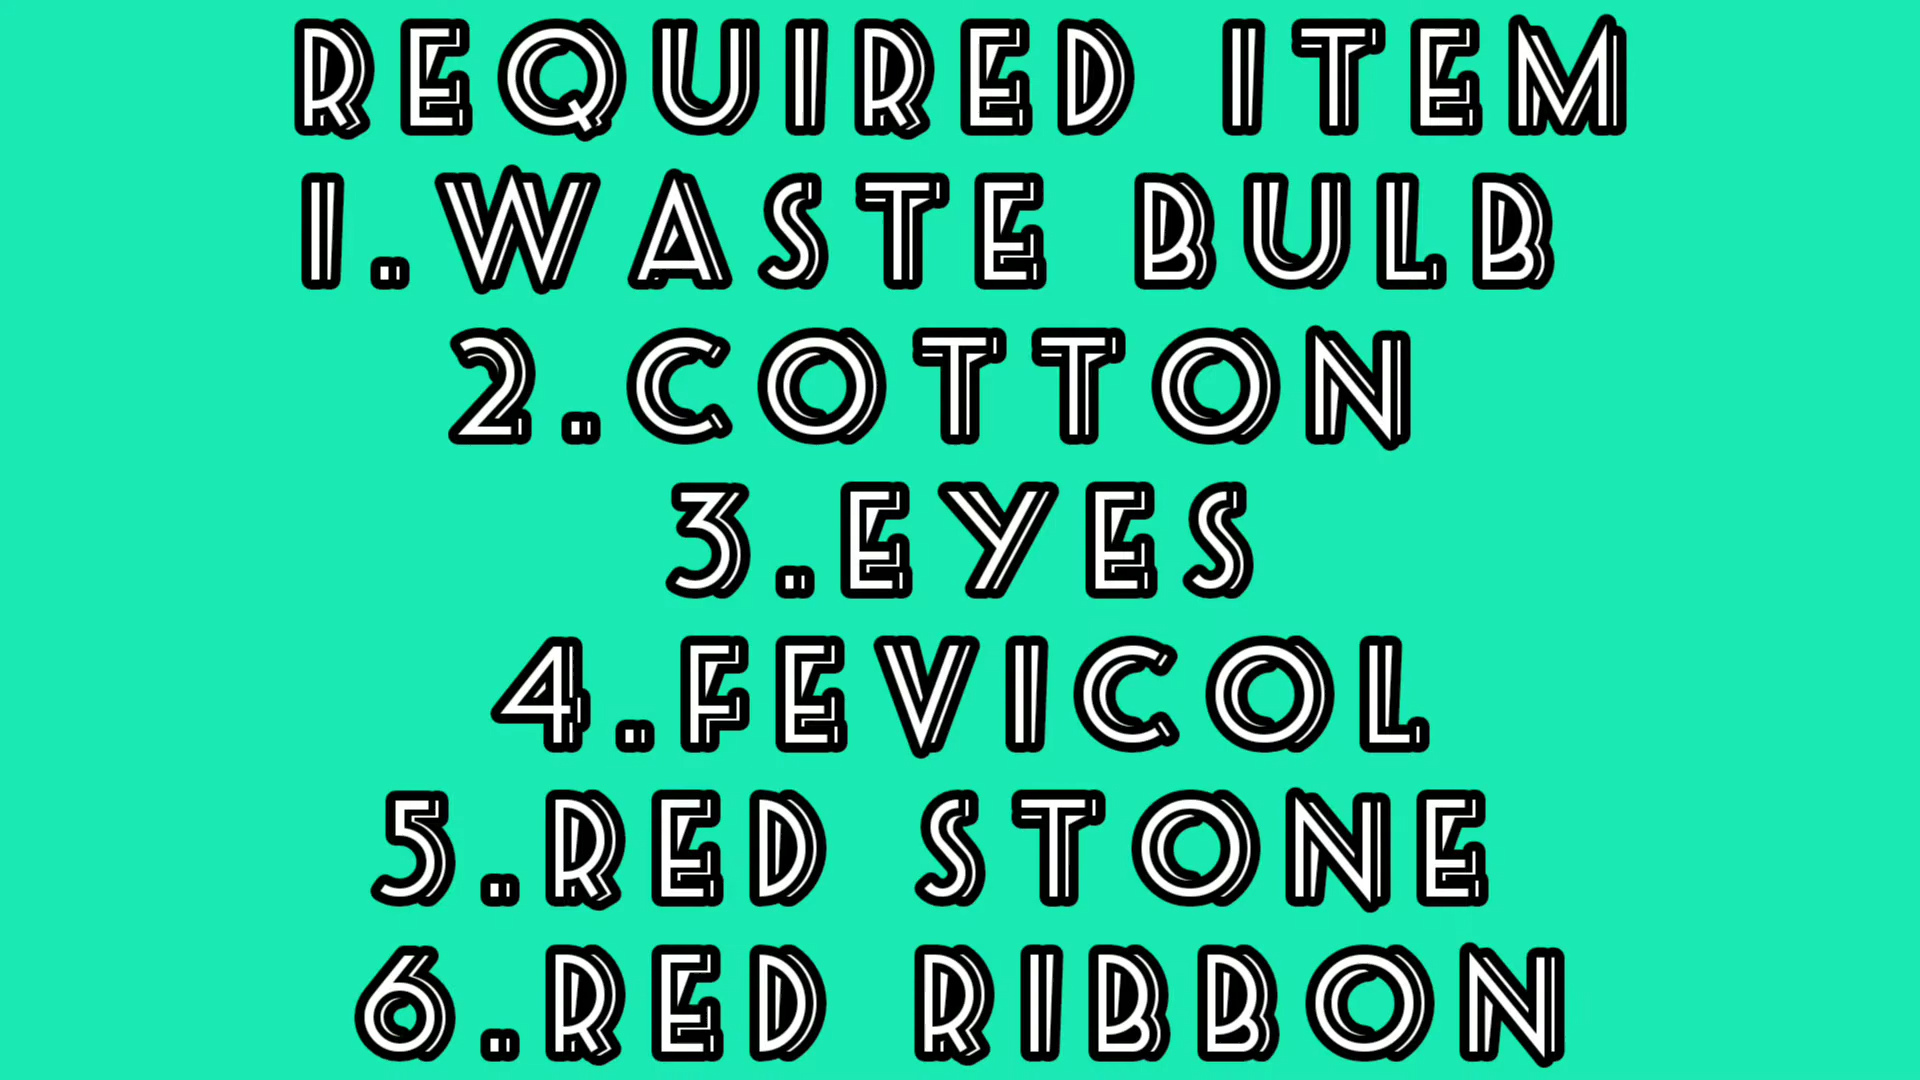 REQUIRED ITEM
1.WASTE BULB
2.COTTON
3.EYES
4.FEVICOL
5.RED STONE
6.RED RIBBON